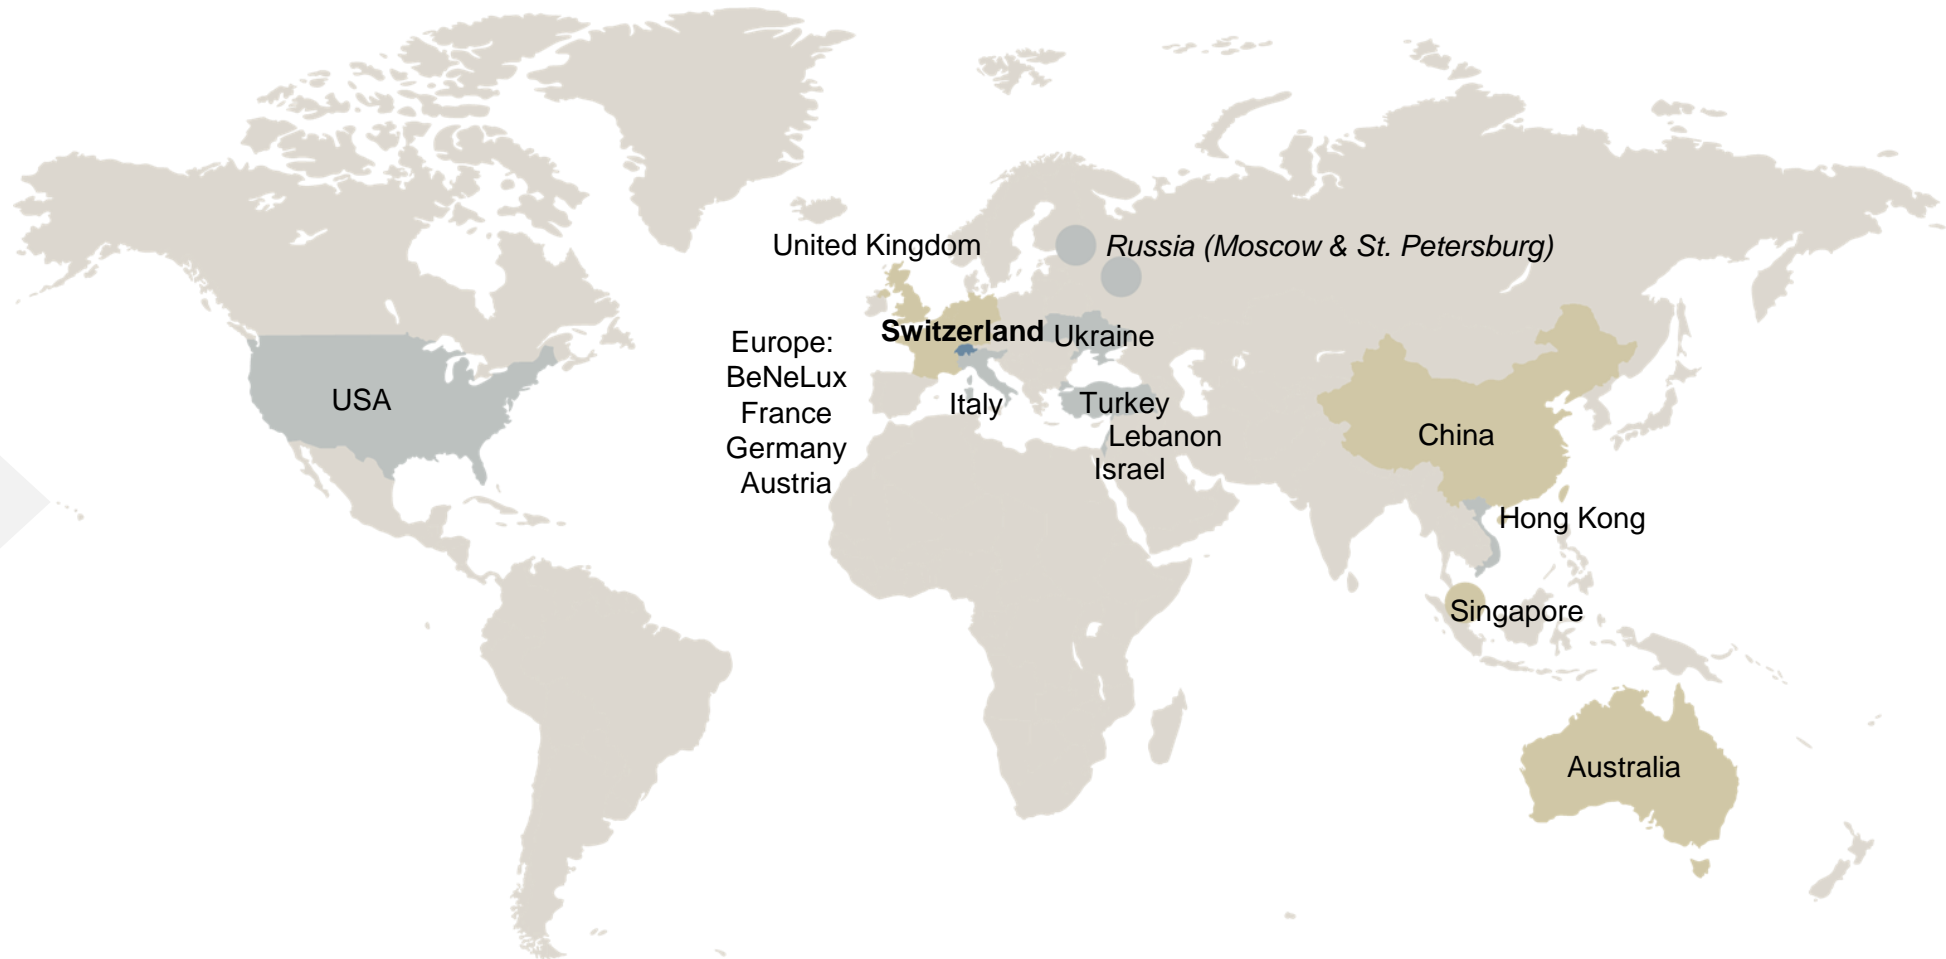 United Kingdom
Russia (Moscow & St. Petersburg)
Switzerland
Ukraine
Europe:
BeNeLux
France
Germany
Austria
USA
Italy
Turkey
Lebanon
Israel
China
Hong Kong
Singapore
Australia